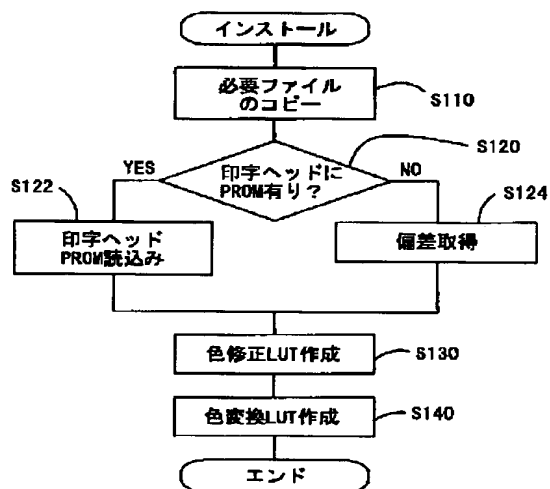 インストール
必要ファイル
のコピー
S110
印字ヘッドに
PROM有り？
S120
YES
NO
S122
印字ヘッド
PROM読込み
S124
偏差取得
色修正LUT作成
S130
色変換LUT作成
S140
エンド